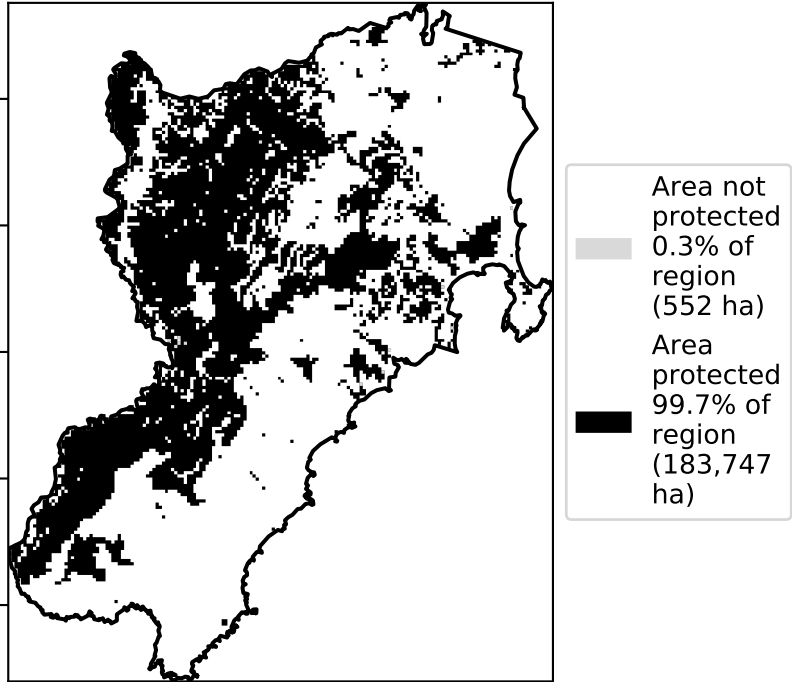 Area not
protected
0.3% of
region
(552 ha)
Area
protected
99.7% of
region
(183,747
ha)